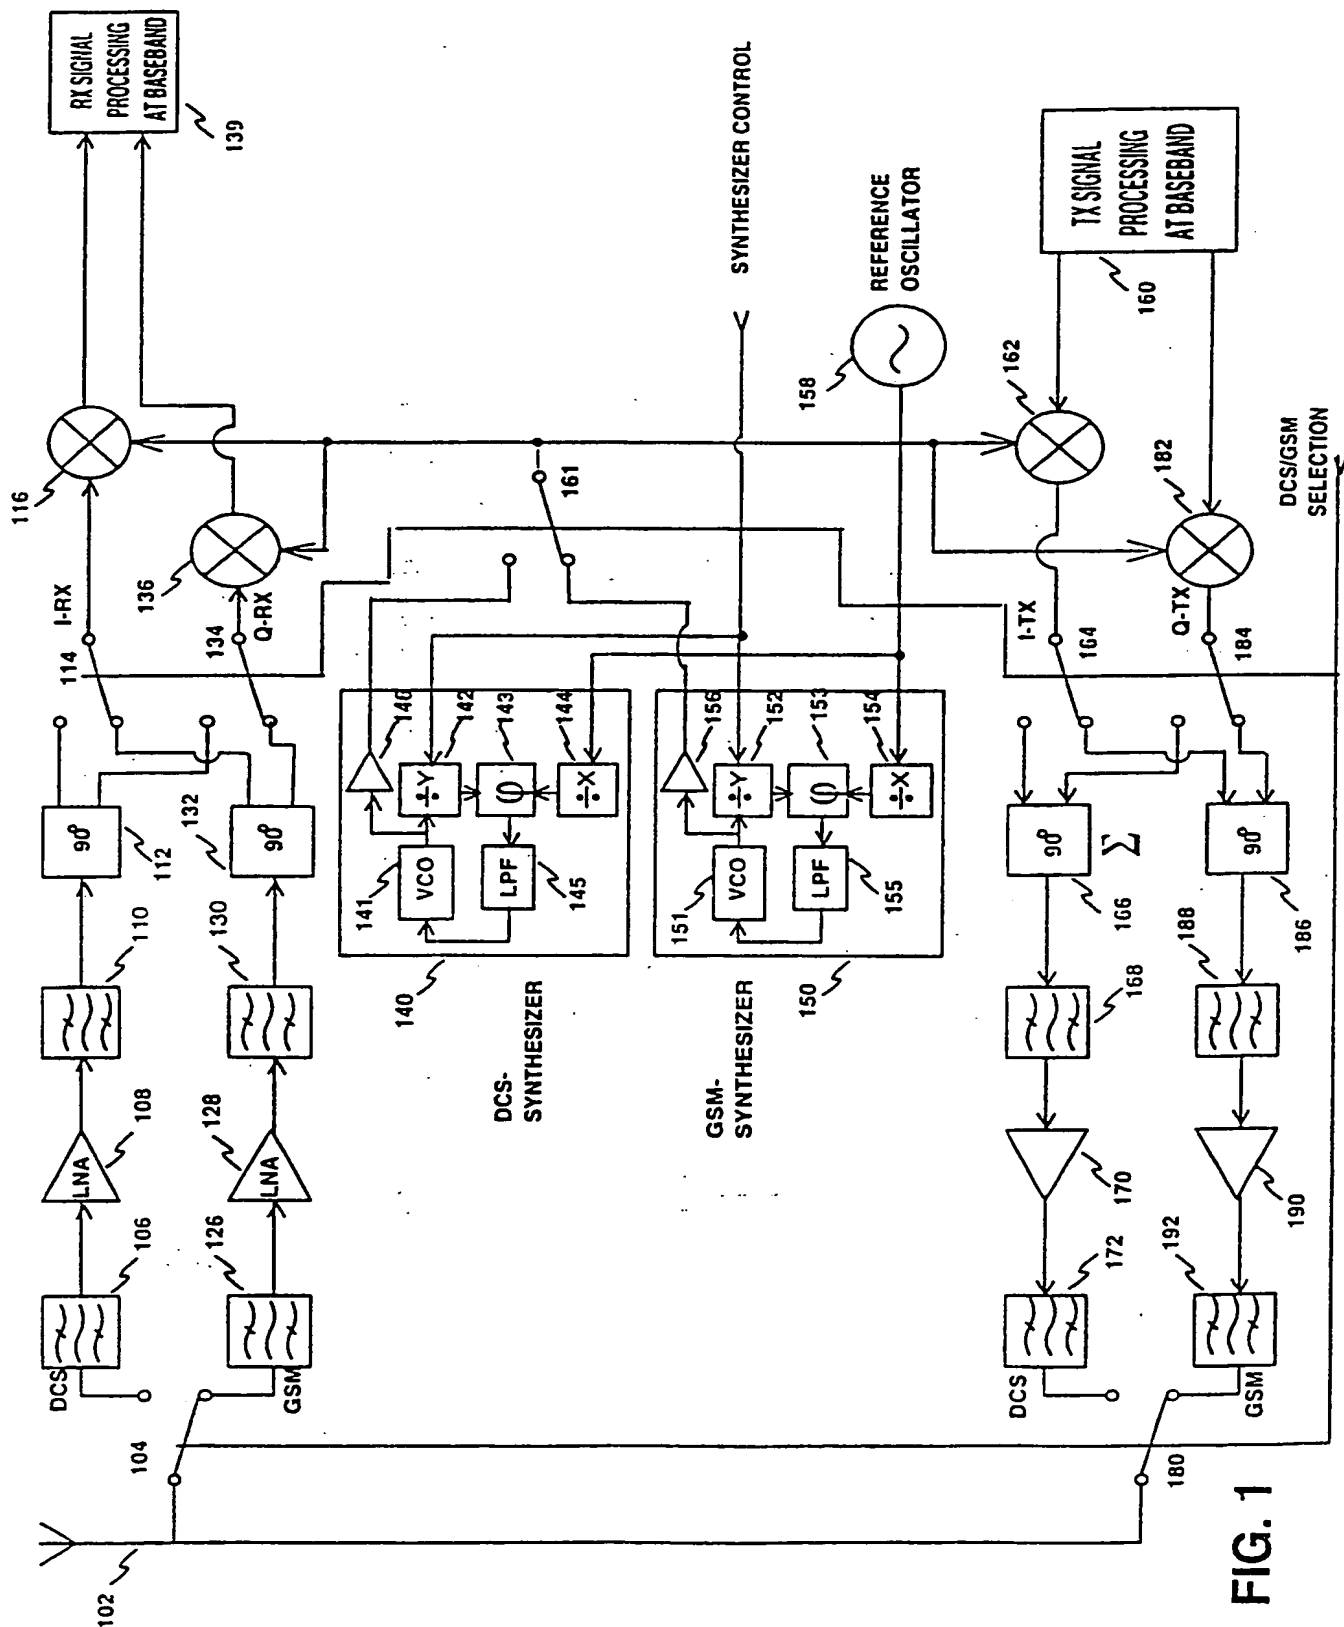 102
104
DCS
GSM
106
126
LNA
108
LNA
128
110
130
90°
112
90°
132
114
134
I-RX
Q-RX
116
136
RX SIGNAL
PROCESSING
AT BASEBAND
139
DCS-
SYNTHESIZER
140
VCO
141
LPF
145
÷Y
142
φ
143
÷X
144
146
GSM-
SYNTHESIZER
150
VCO
151
LPF
155
÷Y
152
φ
153
÷X
154
156
161
SYNTHESIZER CONTROL
REFERENCE
OSCILLATOR
158
TX SIGNAL
PROCESSING
AT BASEBAND
160
162
182
I-TX
Q-TX
164
184
90°
Σ
166
90°
186
168
188
170
190
172
192
DCS
GSM
180
DCS/GSM
SELECTION
FIG. 1